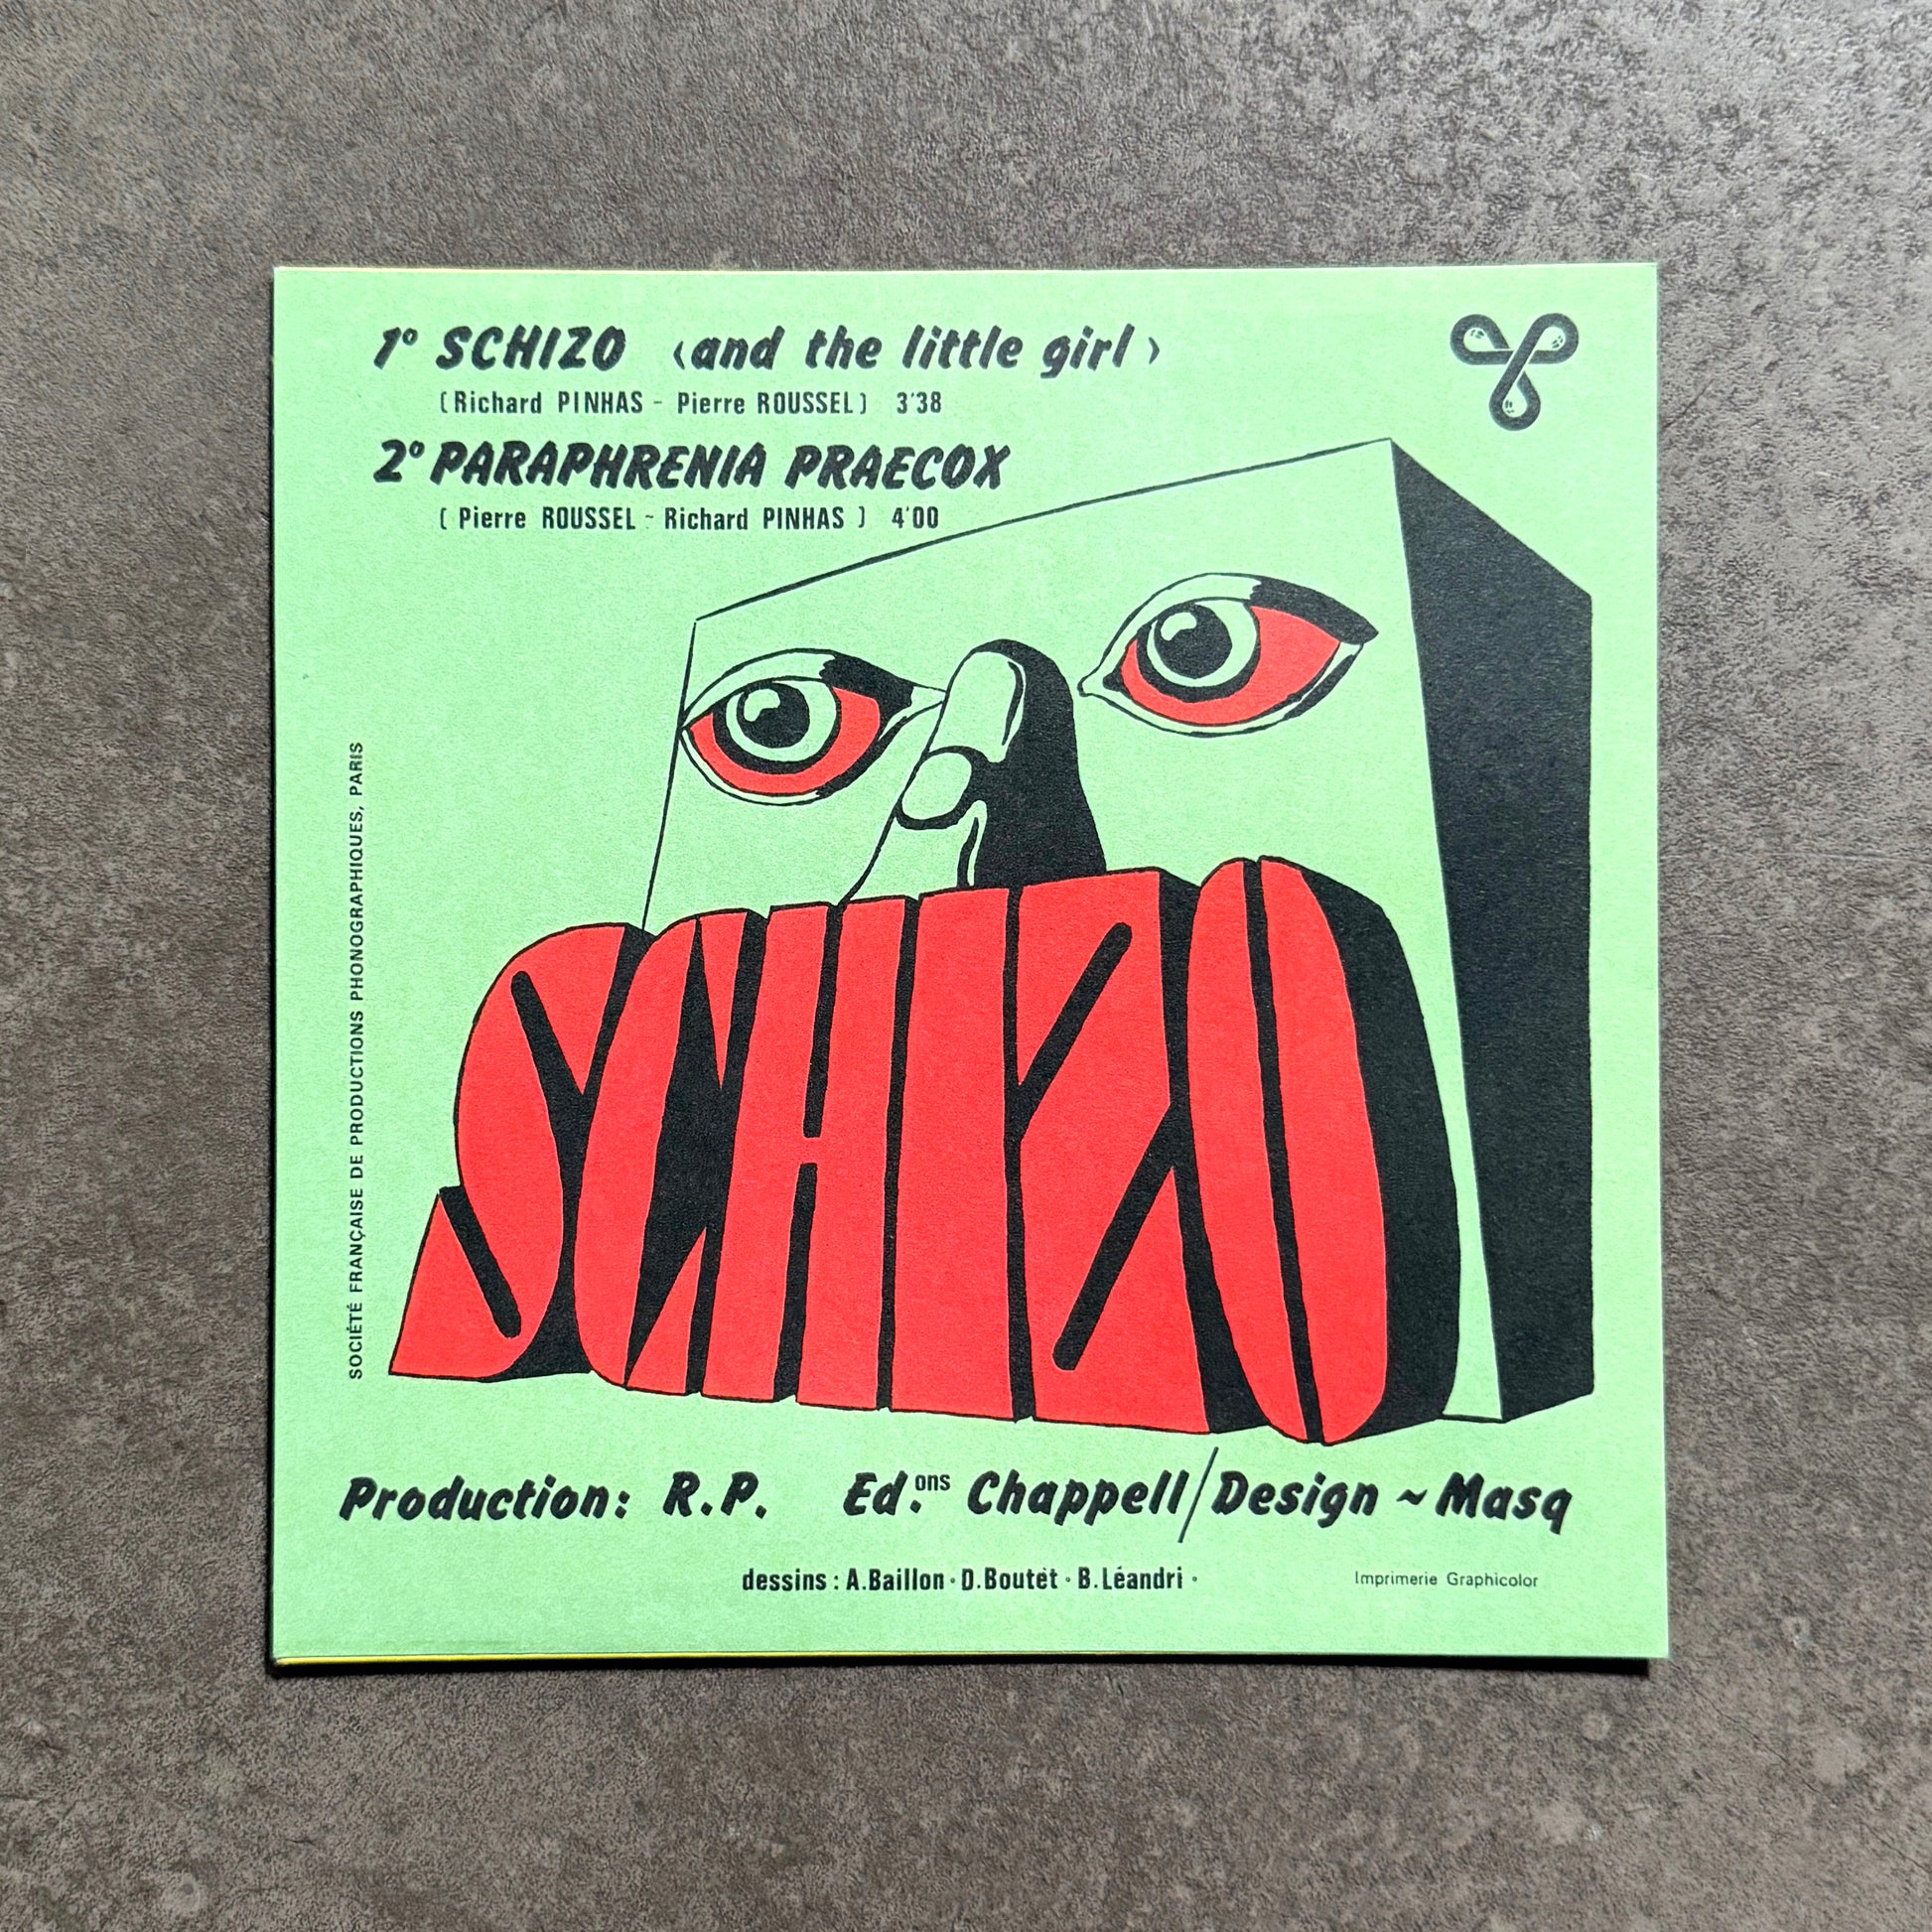 1° SCHIZO ‹and the little girl›
(Richard PINHAS - Pierre ROUSSEL) 3'38
2° PARAPHRENIA PRAECOX
( Pierre ROUSSEL ~ Richard PINHAS ) 4'00
SOCIÉTÉ FRANÇAISE DE PRODUCTIONS PHONOGRAPHIQUES, PARIS
SCHIZO
Production: R.P. Ed.ons Chappell/Design ~ Masq
dessins : A.Baillon · D.Boutét · B.Léandri ·
Imprimerie Graphicolor